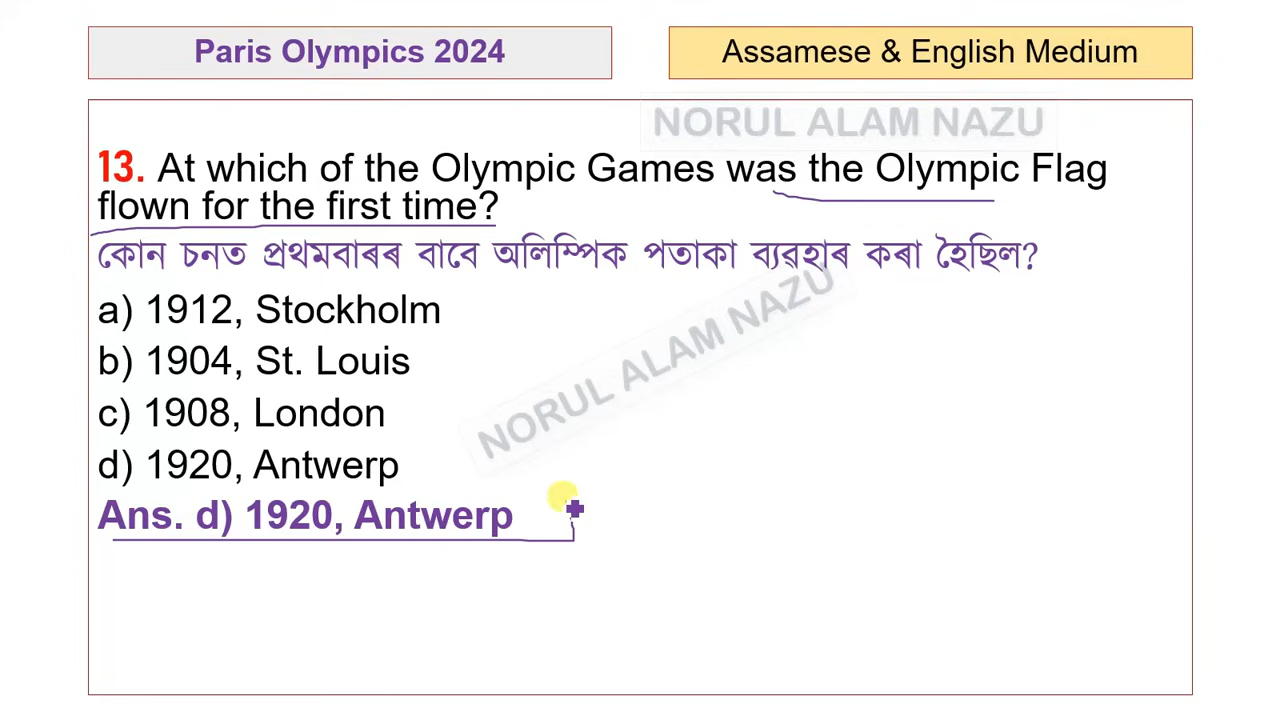 Paris Olympics 2024
Assamese & English Medium
NORUL ALAM NAZU
13. At which of the Olympic Games was the Olympic Flag
flown for the first time?
কোন চনত প্ৰথমবাৰৰ বাবে অলিম্পিক পতাকা ব্যৱহাৰ কৰা হৈছিল?
a) 1912, Stockholm
b) 1904, St. Louis
c) 1908, London
d) 1920, Antwerp
Ans. d) 1920, Antwerp
NORUL ALAM NAZU